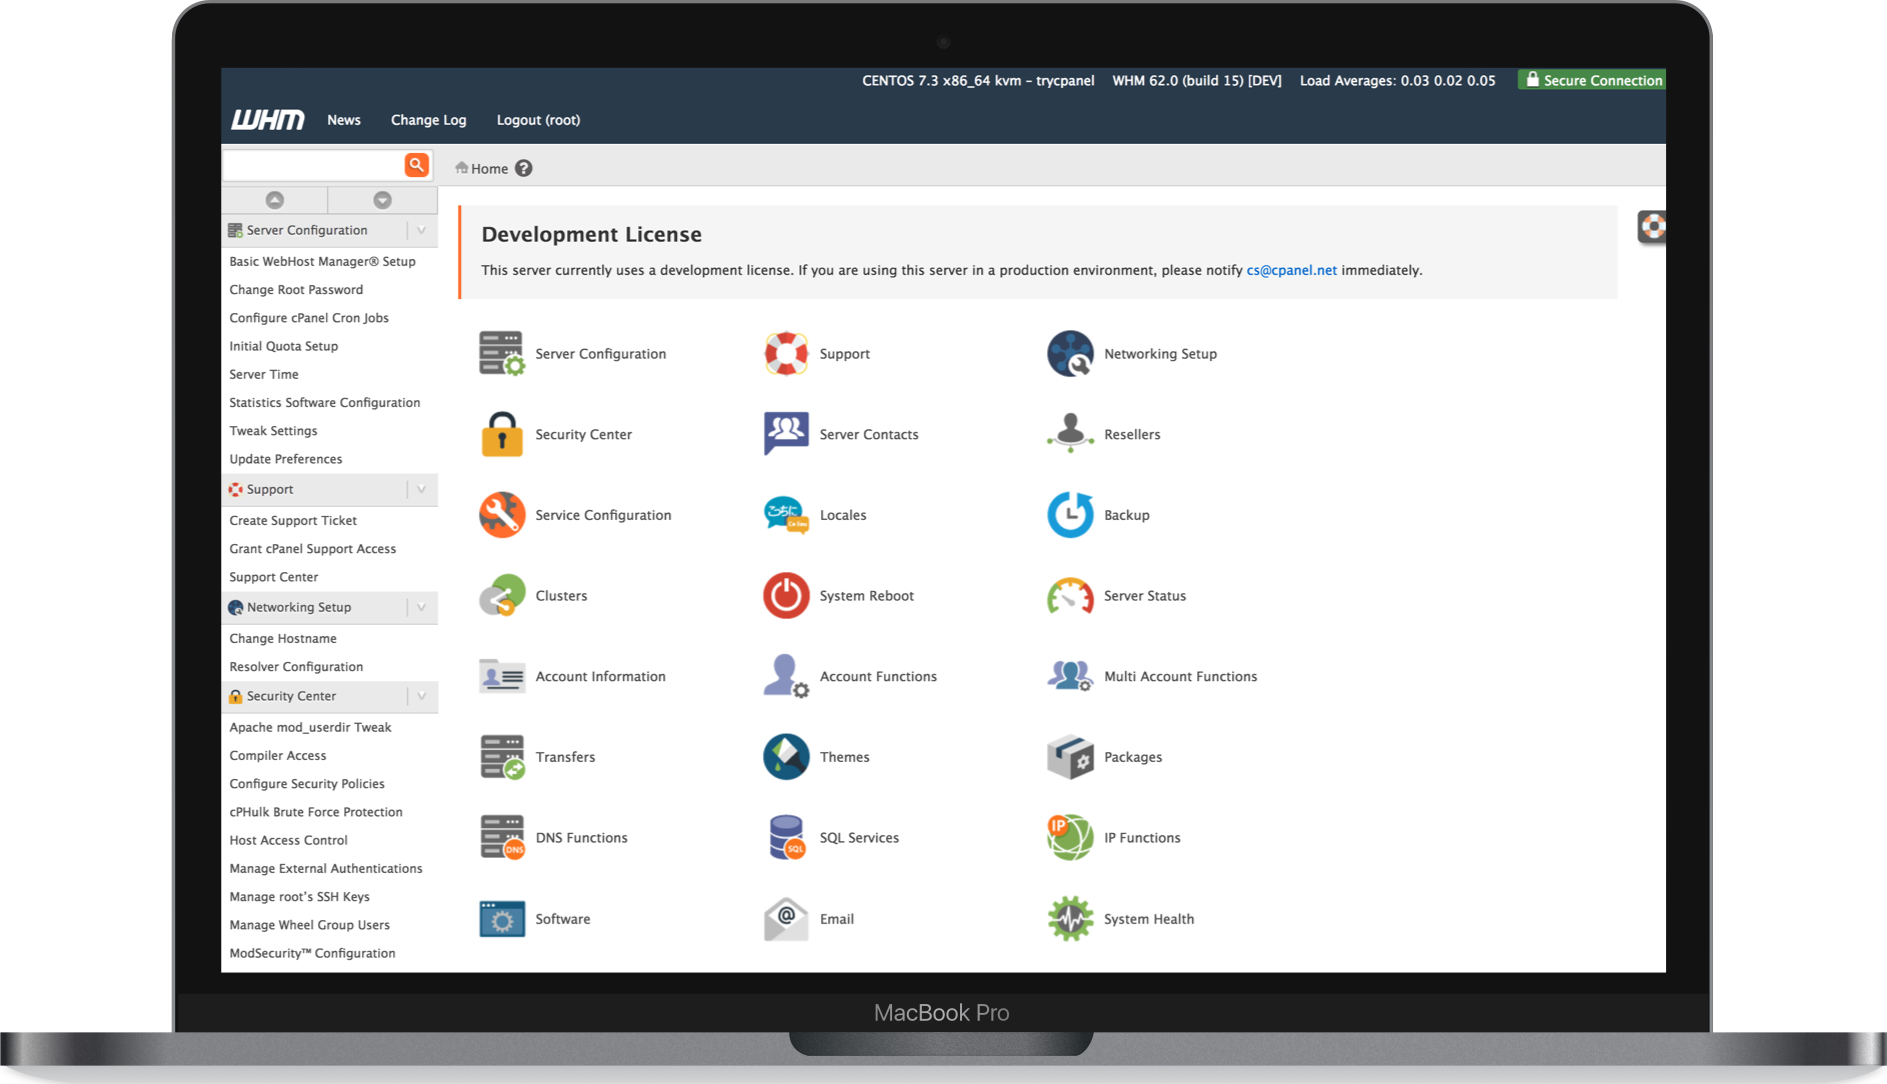 CENTOS 7.3 x86_64 kvm – trycpanel WHM 62.0 (build 15) [DEV] Load Averages: 0.03 0.02 0.05 Secure Connection
WHM News Change Log Logout (root)
Home ?
Server Configuration
Basic WebHost Manager® Setup
Change Root Password
Configure cPanel Cron Jobs
Initial Quota Setup
Server Time
Statistics Software Configuration
Tweak Settings
Update Preferences
Support
Create Support Ticket
Grant cPanel Support Access
Support Center
Networking Setup
Change Hostname
Resolver Configuration
Security Center
Apache mod_userdir Tweak
Compiler Access
Configure Security Policies
cPHulk Brute Force Protection
Host Access Control
Manage External Authentications
Manage root's SSH Keys
Manage Wheel Group Users
ModSecurity™ Configuration
Development License
This server currently uses a development license. If you are using this server in a production environment, please notify cs@cpanel.net immediately.
Server Configuration Support Networking Setup
Security Center Server Contacts Resellers
Service Configuration Locales Backup
Clusters System Reboot Server Status
Account Information Account Functions Multi Account Functions
Transfers Themes Packages
DNS DNS Functions SQL SQL Services IP IP Functions
Software @ Email System Health
MacBook Pro